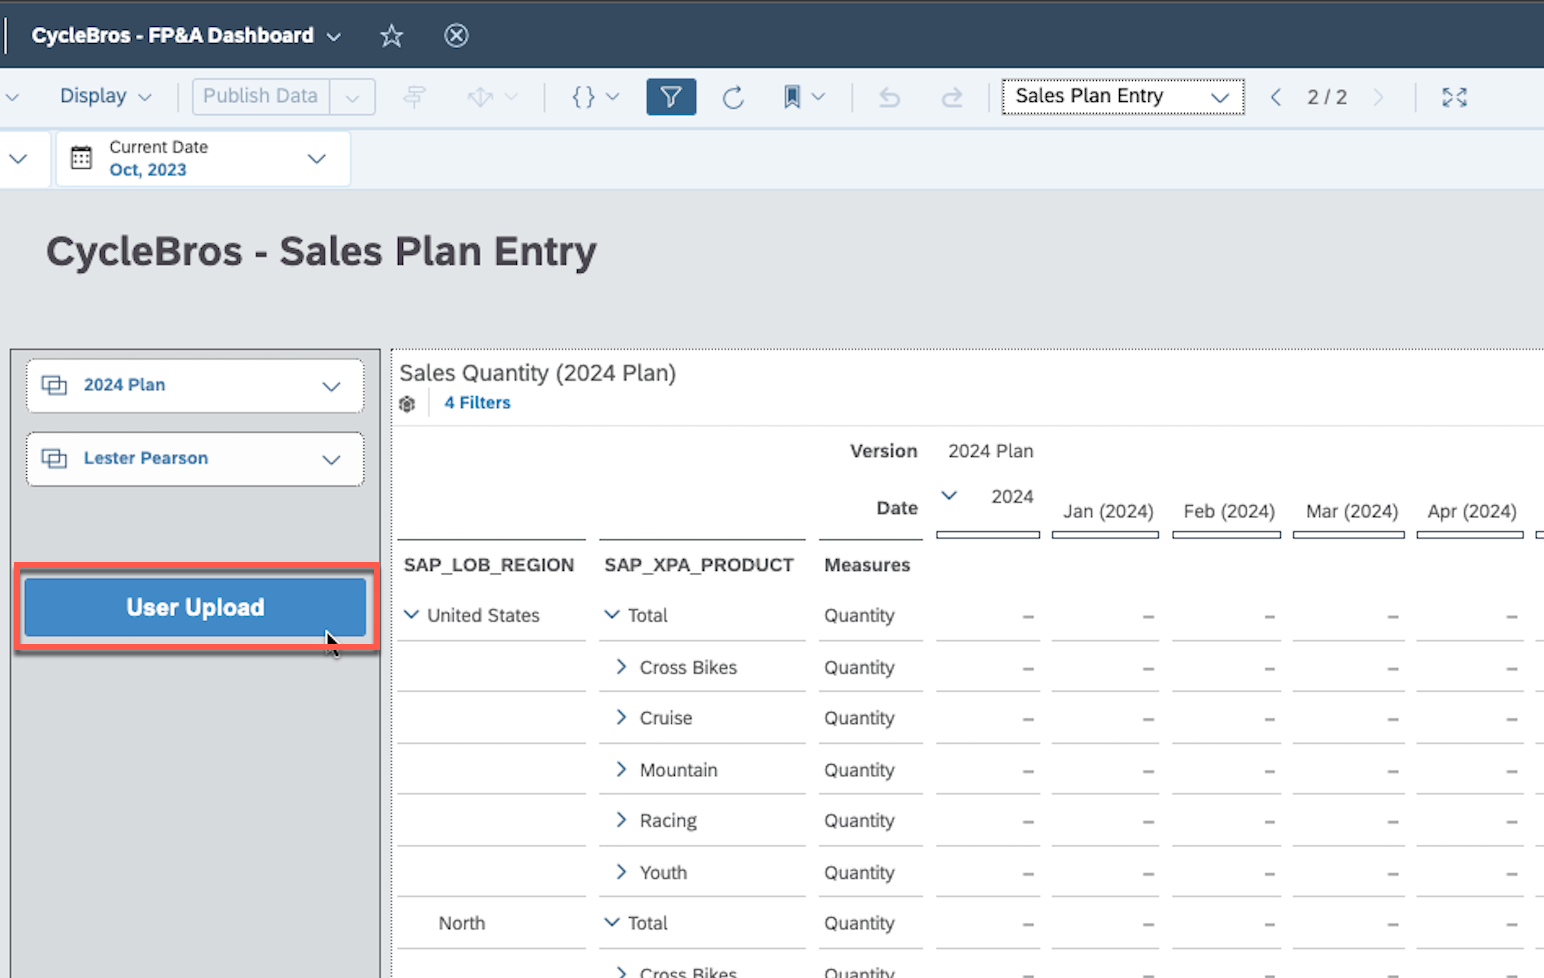 CycleBros - FP&A Dashboard
Display
Publish Data
{}
Sales Plan Entry
2 / 2
Current Date
Oct, 2023
CycleBros - Sales Plan Entry
2024 Plan
Lester Pearson
User Upload
Sales Quantity (2024 Plan)
4 Filters
Version 2024 Plan
Date 2024 Jan (2024) Feb (2024) Mar (2024) Apr (2024)
SAP_LOB_REGION SAP_XPA_PRODUCT Measures
United States Total Quantity – – – – –
Cross Bikes Quantity – – – – –
Cruise Quantity – – – – –
Mountain Quantity – – – – –
Racing Quantity – – – – –
Youth Quantity – – – – –
North Total Quantity – – – – –
Cross Bikes Quantity – – – – –